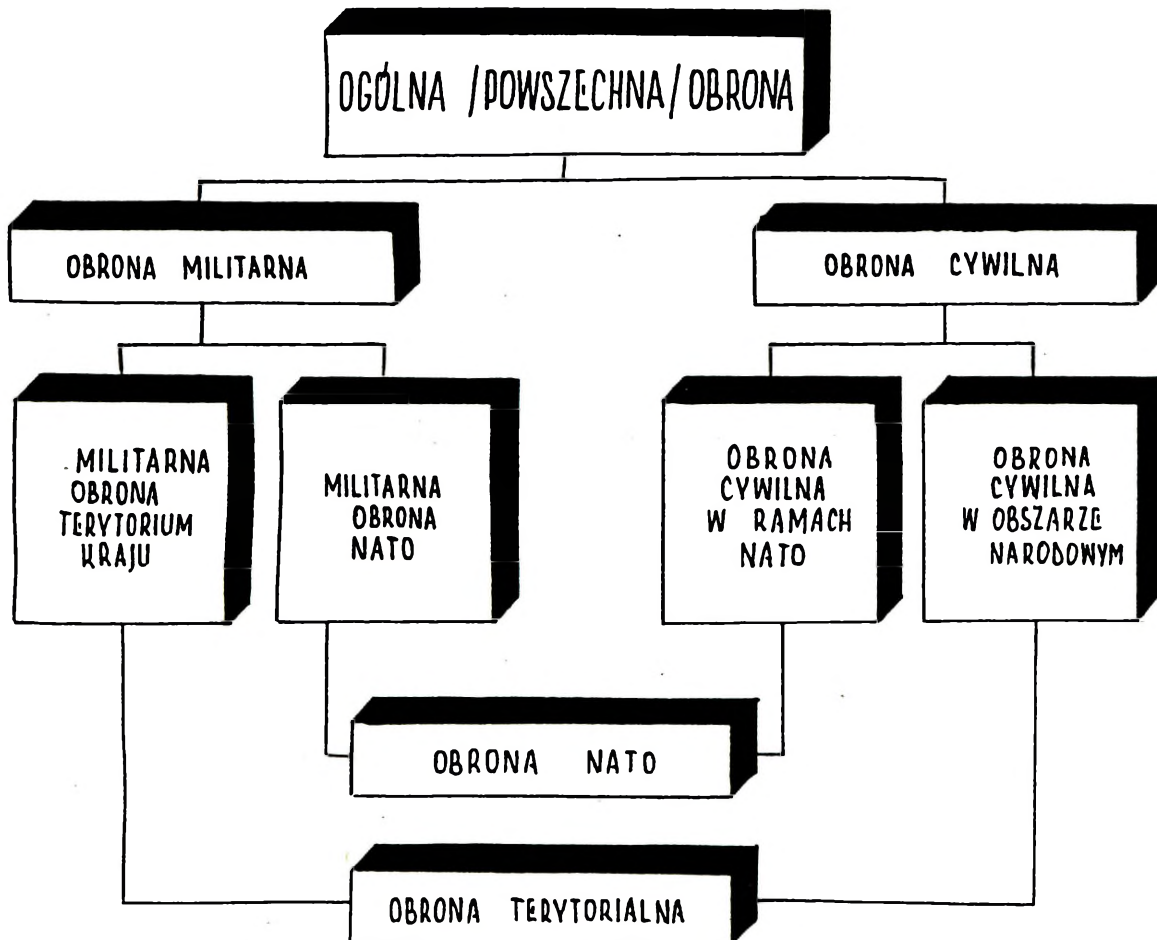 OGÓLNA /POWSZECHNA/ OBRONA
OBRONA MILITARNA
OBRONA CYWILNA
MILITARNA
OBRONA
TERYTORIUM
KRAJU
MILITARNA
OBRONA
NATO
OBRONA
CYWILNA
W RAMACH
NATO
OBRONA
CYWILNA
W OBSZARZE
NARODOWYM
OBRONA NATO
OBRONA TERYTORIALNA